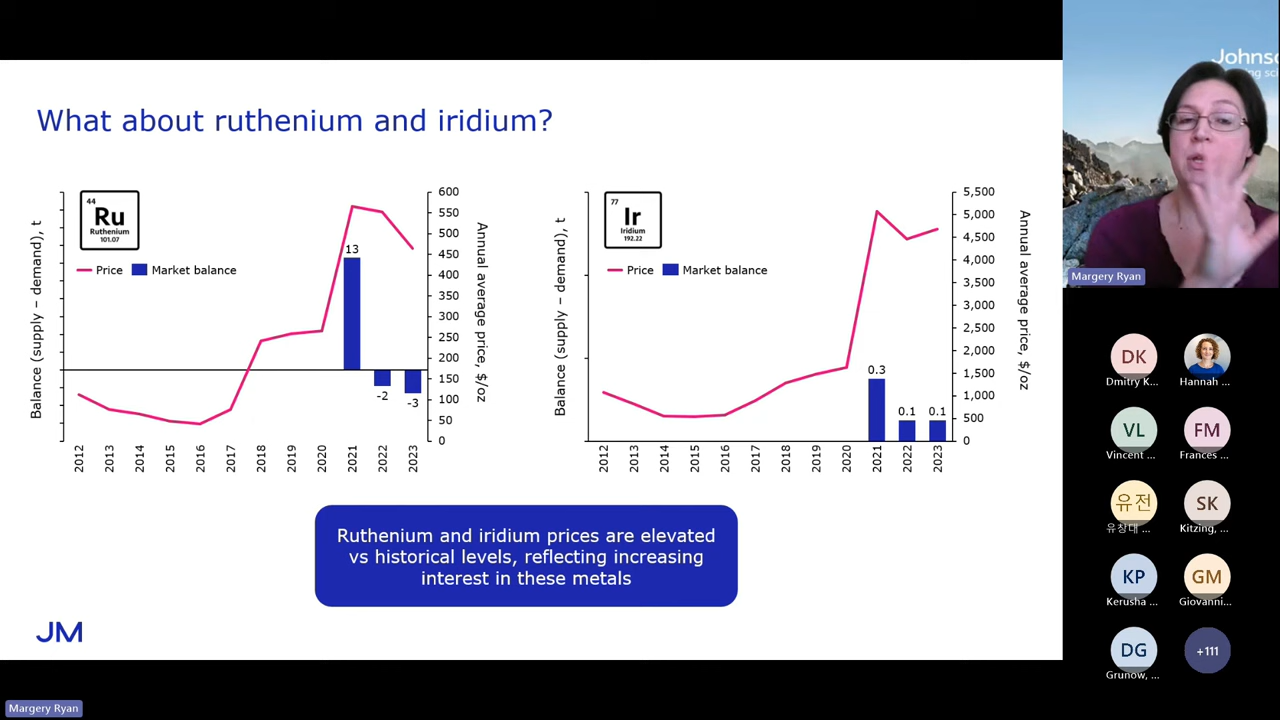 What about ruthenium and iridium?
Balance (supply – demand), t
44
Ru
Ruthenium
101.07
Price
Market balance
13
-2
-3
600
550
500
450
400
350
300
250
200
150
100
50
0
Annual average price, $/oz
2012
2013
2014
2015
2016
2017
2018
2019
2020
2021
2022
2023
Balance (supply – demand), t
77
Ir
Iridium
192.22
Price
Market balance
0.3
0.1
0.1
5,500
5,000
4,500
4,000
3,500
3,000
2,500
2,000
1,500
1,000
500
0
Annual average price, $/oz
2012
2013
2014
2015
2016
2017
2018
2019
2020
2021
2022
2023
Ruthenium and iridium prices are elevated
vs historical levels, reflecting increasing
interest in these metals
JM
Margery Ryan
Johnso
Margery Ryan
DK
Dmitry K...
Hannah ...
VL
Vincent ...
FM
Frances ...
유전
유창대 ...
SK
Kitzing, ...
KP
Kerusha ...
GM
Giovanni...
DG
Grunow, ...
+111